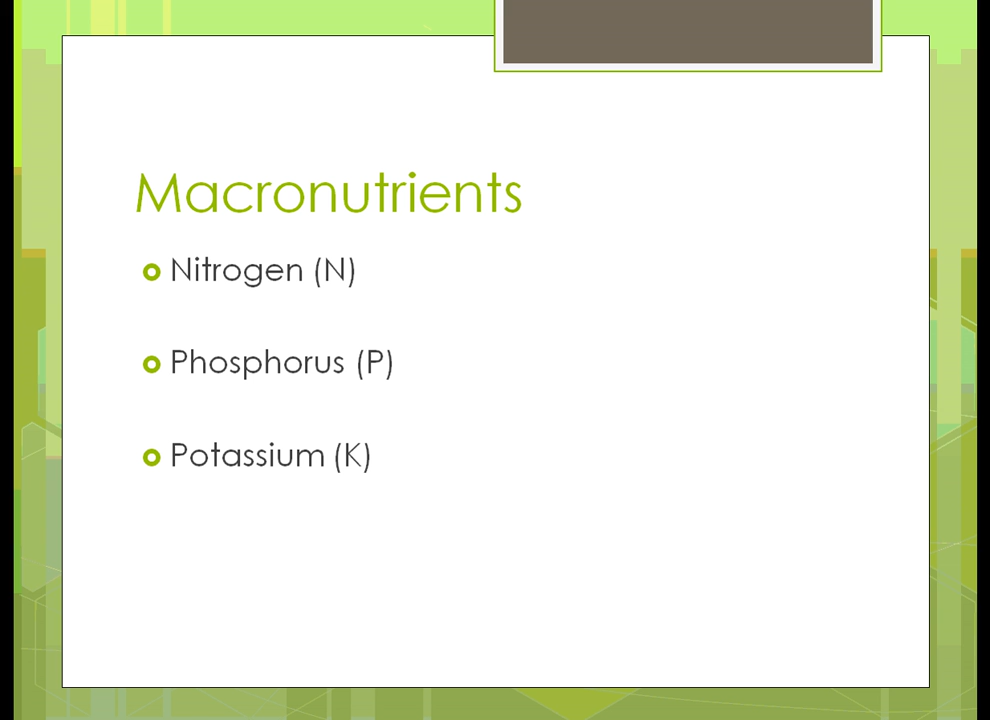 Macronutrients
Nitrogen (N)
Phosphorus (P)
Potassium (K)